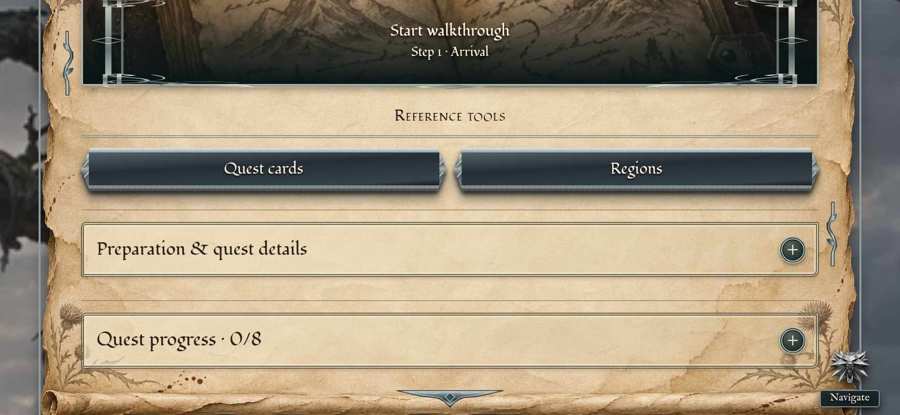 Start walkthrough
Step 1 · Arrival
Reference tools
Quest cards
Regions
Preparation & quest details
Quest progress · 0/8
Navigate